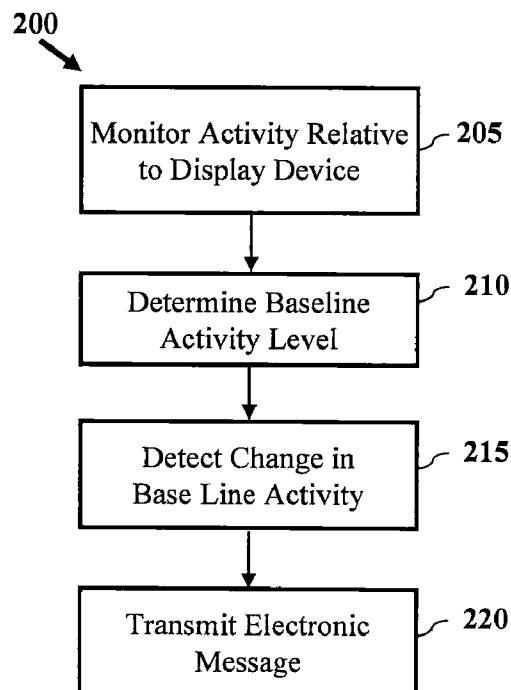 200
Monitor Activity Relative
to Display Device
205
Determine Baseline
Activity Level
210
Detect Change in
Base Line Activity
215
Transmit Electronic
Message
220